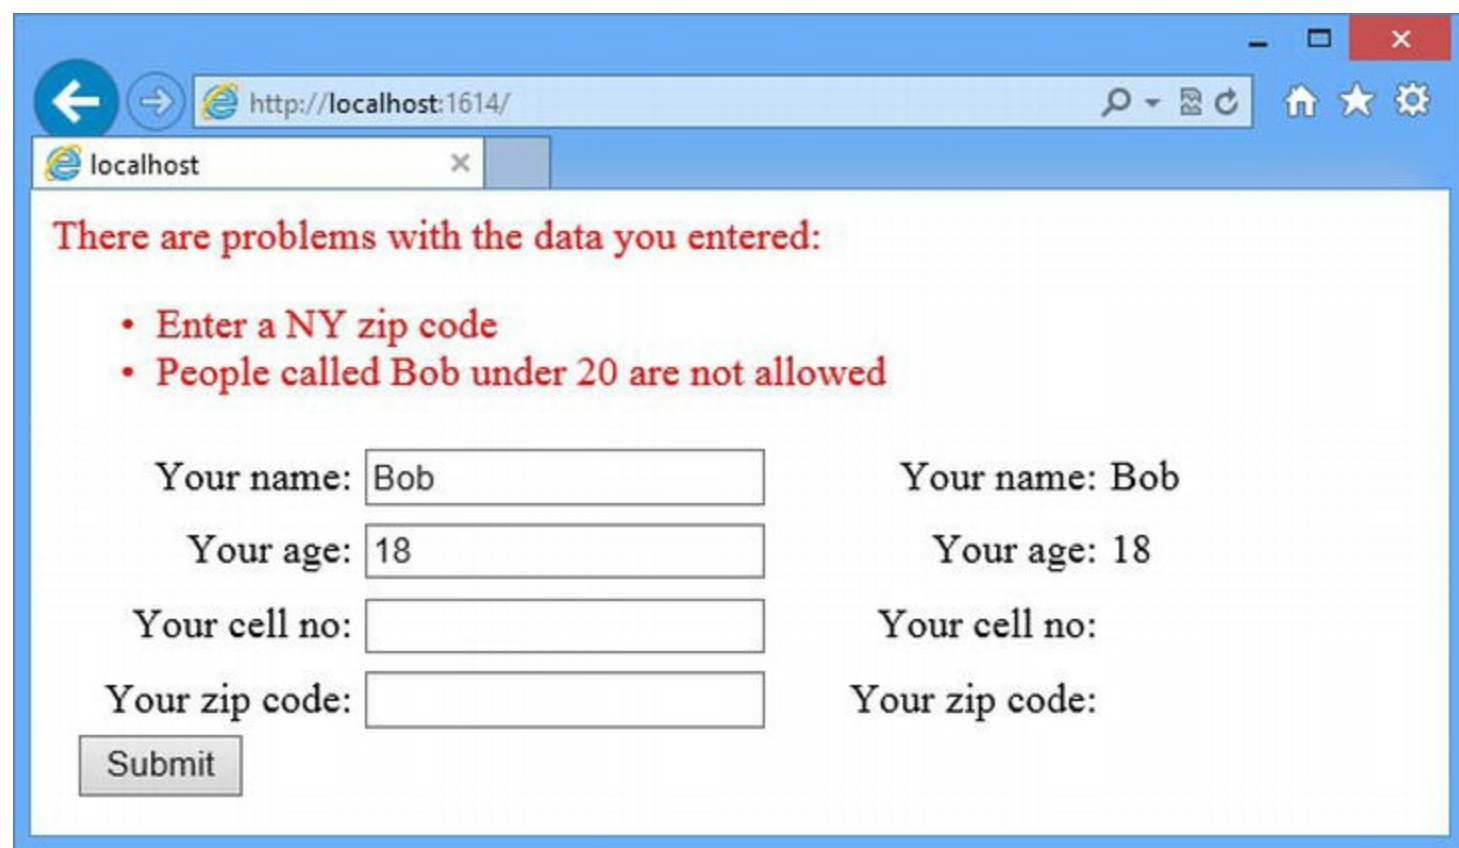 http://localhost:1614/
localhost
There are problems with the data you entered:
• Enter a NY zip code
• People called Bob under 20 are not allowed
Your name: Bob Your name: Bob
Your age: 18 Your age: 18
Your cell no: Your cell no:
Your zip code: Your zip code:
Submit